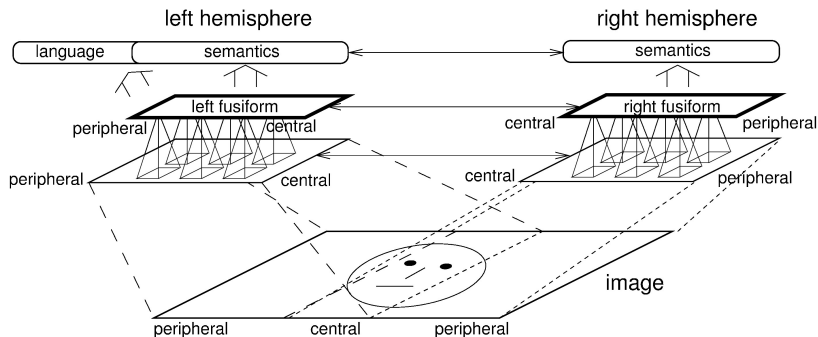 left hemisphere
right hemisphere
language
semantics
semantics
left fusiform
right fusiform
peripheral
central
central
peripheral
peripheral
central
central
peripheral
image
peripheral
central
peripheral